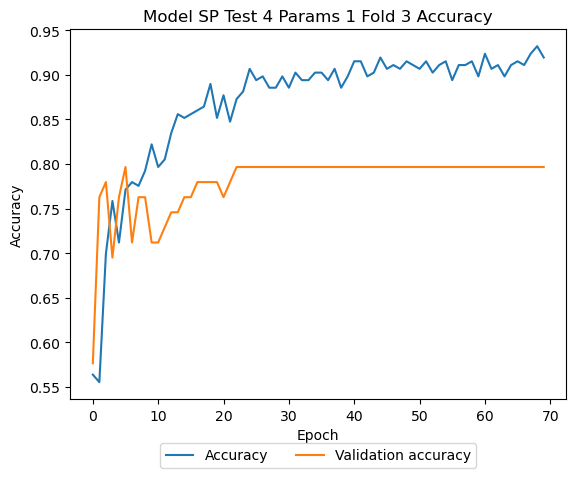 Model SP Test 4 Params 1 Fold 3 Accuracy
0.95
0.90
0.85
0.80
0.75
0.70
0.65
0.60
0.55
Accuracy
0 10 20 30 40 50 60 70
Epoch
Accuracy Validation accuracy